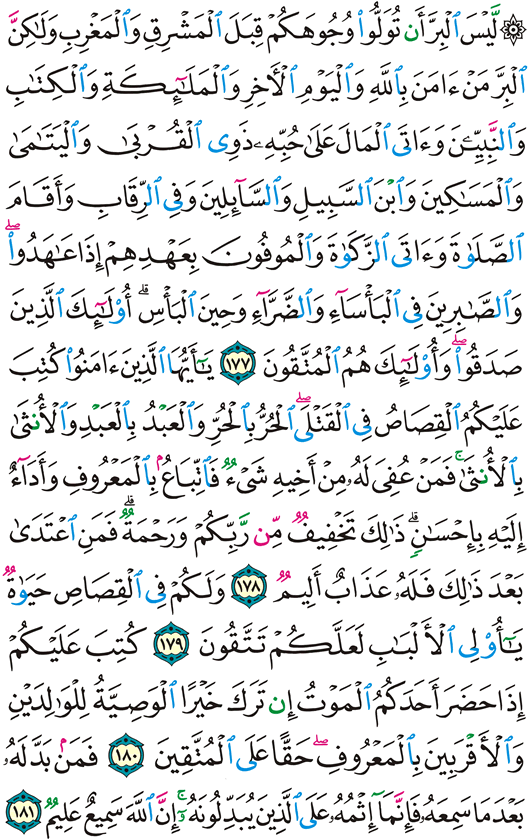 ۞ لَّيْسَ ٱلْبِرَّ أَن تُوَلُّوا۟ وُجُوهَكُمْ قِبَلَ ٱلْمَشْرِقِ وَٱلْمَغْرِبِ وَلَٰكِنَّ
ٱلْبِرَّ مَنْ ءَامَنَ بِٱللَّهِ وَٱلْيَوْمِ ٱلْأَخِرِ وَٱلْمَلَٰٓئِكَةِ وَٱلْكِتَٰبِ
وَٱلنَّبِيِّـۧنَ وَءَاتَى ٱلْمَالَ عَلَىٰ حُبِّهِۦ ذَوِى ٱلْقُرْبَىٰ وَٱلْيَتَٰمَىٰ
وَٱلْمَسَٰكِينَ وَٱبْنَ ٱلسَّبِيلِ وَٱلسَّآئِلِينَ وَفِى ٱلرِّقَابِ وَأَقَامَ
ٱلصَّلَوٰةَ وَءَاتَى ٱلزَّكَوٰةَ وَٱلْمُوفُونَ بِعَهْدِهِمْ إِذَا عَٰهَدُوا۟ ۖ
وَٱلصَّٰبِرِينَ فِى ٱلْبَأْسَآءِ وَٱلضَّرَّآءِ وَحِينَ ٱلْبَأْسِ ۗ أُو۟لَٰٓئِكَ ٱلَّذِينَ
صَدَقُوا۟ ۖ وَأُو۟لَٰٓئِكَ هُمُ ٱلْمُتَّقُونَ ١٧٧ يَٰٓأَيُّهَا ٱلَّذِينَ ءَامَنُوا۟ كُتِبَ
عَلَيْكُمُ ٱلْقِصَاصُ فِى ٱلْقَتْلَى ۖ ٱلْحُرُّ بِٱلْحُرِّ وَٱلْعَبْدُ بِٱلْعَبْدِ وَٱلْأُنثَىٰ
بِٱلْأُنثَىٰ ۚ فَمَنْ عُفِىَ لَهُۥ مِنْ أَخِيهِ شَىْءٌ فَٱتِّبَاعٌۢ بِٱلْمَعْرُوفِ وَأَدَآءٌ
إِلَيْهِ بِإِحْسَٰنٍ ۗ ذَٰلِكَ تَخْفِيفٌ مِّن رَّبِّكُمْ وَرَحْمَةٌ ۗ فَمَنِ ٱعْتَدَىٰ
بَعْدَ ذَٰلِكَ فَلَهُۥ عَذَابٌ أَلِيمٌ ١٧٨ وَلَكُمْ فِى ٱلْقِصَاصِ حَيَوٰةٌ
يَٰٓأُو۟لِى ٱلْأَلْبَٰبِ لَعَلَّكُمْ تَتَّقُونَ ١٧٩ كُتِبَ عَلَيْكُمْ
إِذَا حَضَرَ أَحَدَكُمُ ٱلْمَوْتُ إِن تَرَكَ خَيْرًا ٱلْوَصِيَّةُ لِلْوَٰلِدَيْنِ
وَٱلْأَقْرَبِينَ بِٱلْمَعْرُوفِ ۖ حَقًّا عَلَى ٱلْمُتَّقِينَ ١٨٠ فَمَنۢ بَدَّلَهُۥ
بَعْدَ مَا سَمِعَهُۥ فَإِنَّمَآ إِثْمُهُۥ عَلَى ٱلَّذِينَ يُبَدِّلُونَهُۥٓ ۚ إِنَّ ٱللَّهَ سَمِيعٌ عَلِيمٌ ١٨١